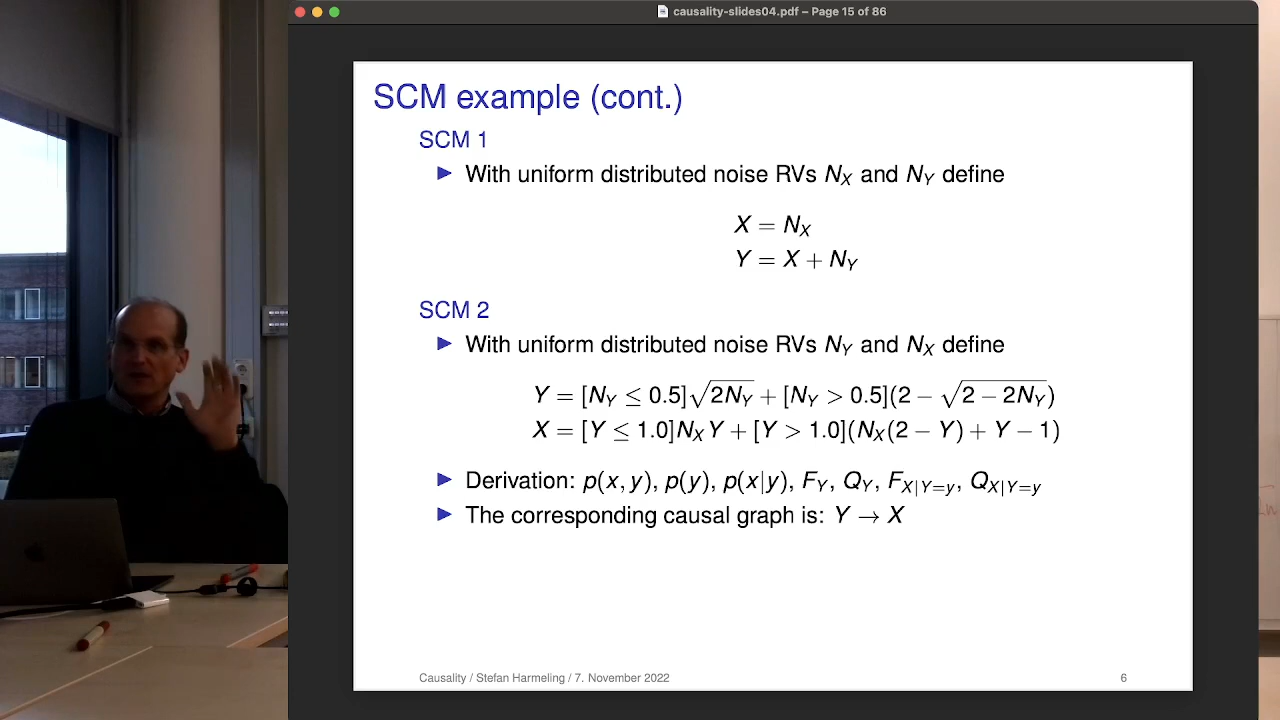 causality-slides04.pdf – Page 15 of 86
SCM example (cont.)
SCM 1
▶ With uniform distributed noise RVs N_X and N_Y define
X = N_X
Y = X + N_Y
SCM 2
▶ With uniform distributed noise RVs N_Y and N_X define
Y = [N_Y ≤ 0.5]√(2N_Y) + [N_Y > 0.5](2 − √(2 − 2N_Y))
X = [Y ≤ 1.0]N_X Y + [Y > 1.0](N_X(2 − Y) + Y − 1)
▶ Derivation: p(x, y), p(y), p(x|y), F_Y, Q_Y, F_{X|Y=y}, Q_{X|Y=y}
▶ The corresponding causal graph is: Y → X
Causality / Stefan Harmeling / 7. November 2022
6